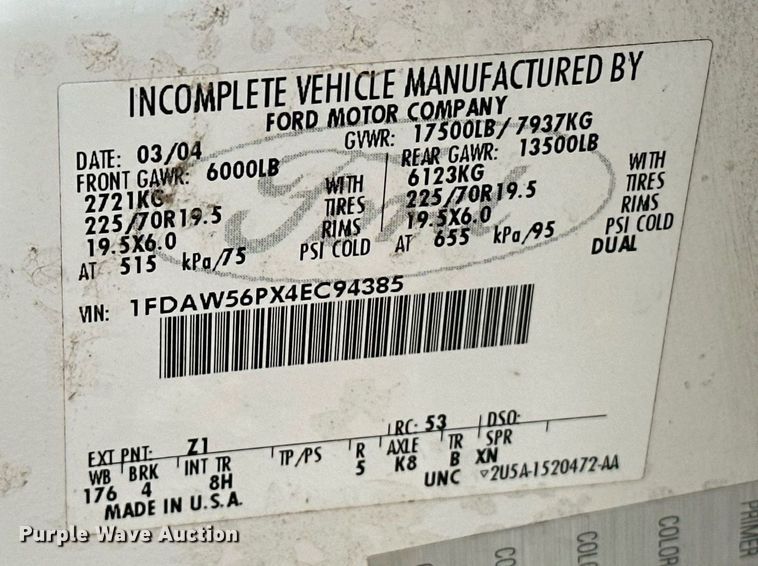 INCOMPLETE VEHICLE MANUFACTURED BY
FORD MOTOR COMPANY
DATE: 03/04 GVWR: 17500LB/ 7937KG
FRONT GAWR: 6000LB REAR GAWR: 13500LB
2721KG WITH 6123KG WITH
225/70R19.5 TIRES 225/70R19.5 TIRES
19.5X6.0 RIMS 19.5X6.0 RIMS
AT 515 kPa/75 PSI COLD AT 655 kPa/95 PSI COLD
DUAL
Ford
VIN: 1FDAW56PX4EC94385
EXT PNT: Z1 RC: 53 DSO:
WB BRK INT TR TP/PS R AXLE TR SPR
176 4 8H 5 K8 B XN
MADE IN U.S.A. UNC 2U5A-1520472-AA
Purple Wave Auction
COLOR
PRIMER